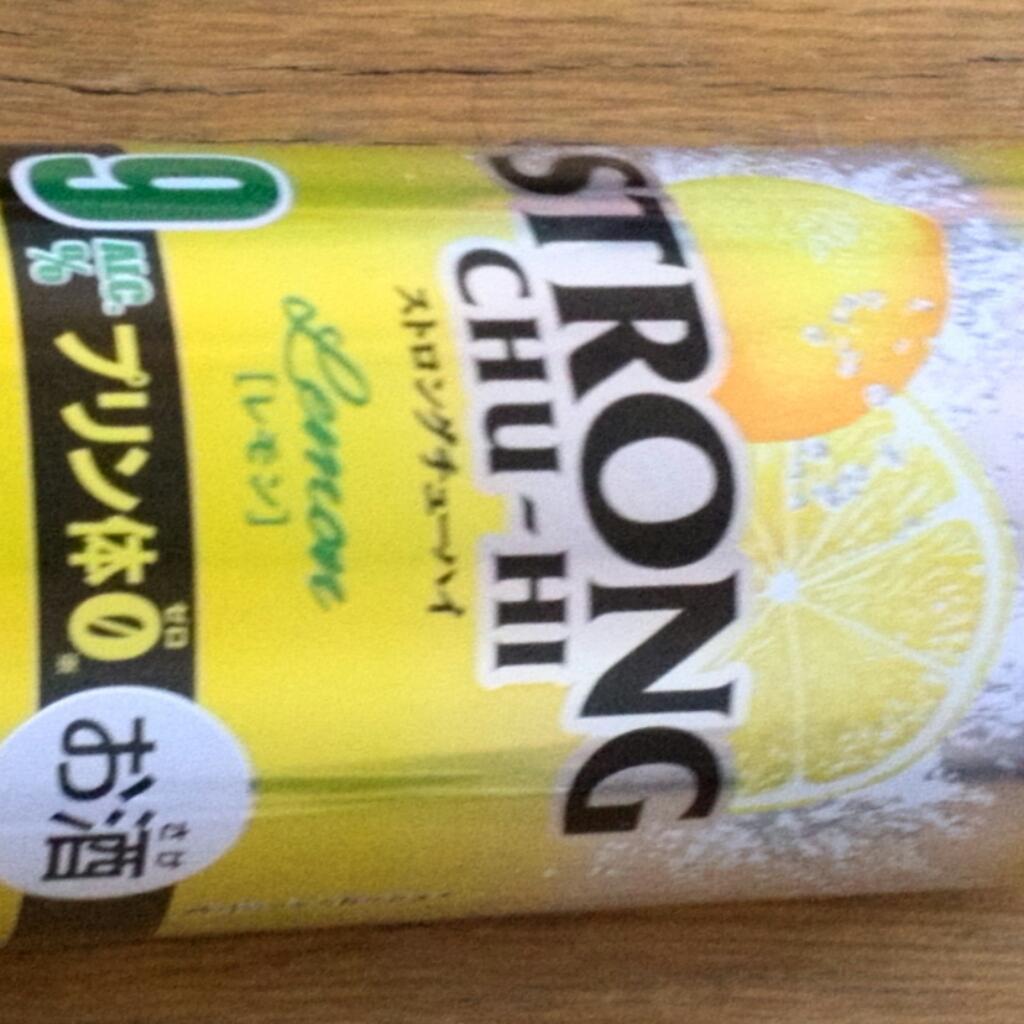 STRONG
CHU-HI
ストロングチューハイ
Lemon
[レモン]
9 ALC.%
プリン体0 ゼロ ※
お酒 さけ